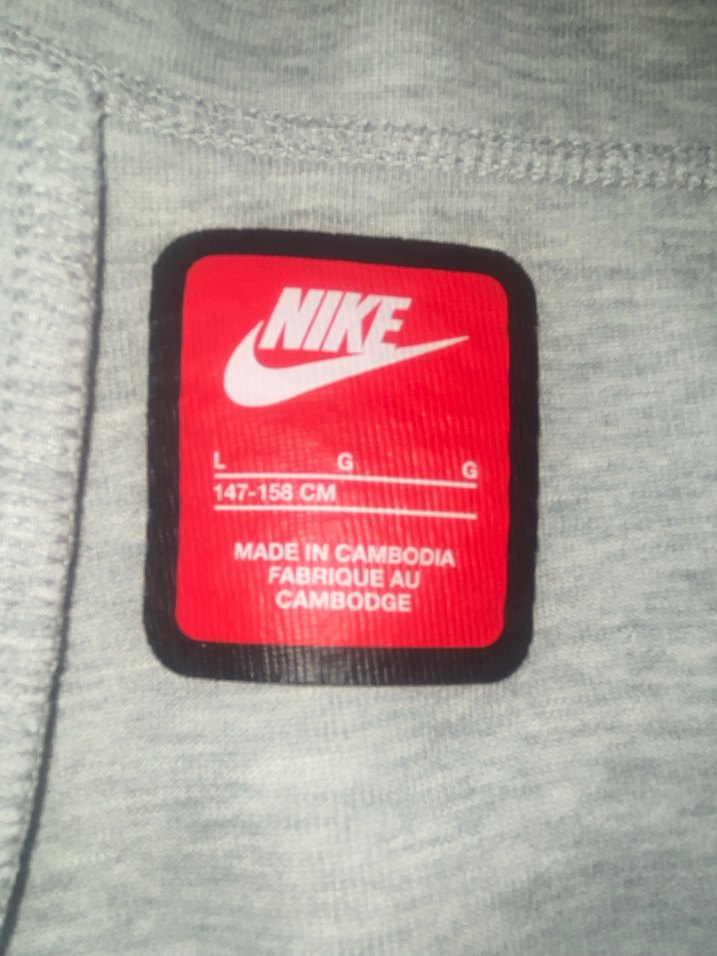 NIKE
L G G
147-158 CM
MADE IN CAMBODIA
FABRIQUE AU
CAMBODGE